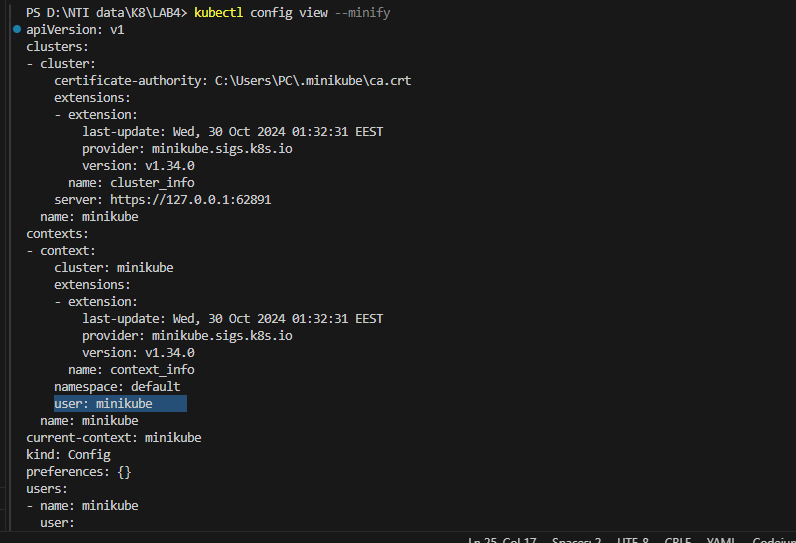 PS D:\NTI data\K8\LAB4> kubectl config view --minify
apiVersion: v1
clusters:
- cluster:
    certificate-authority: C:\Users\PC\.minikube\ca.crt
    extensions:
    - extension:
        last-update: Wed, 30 Oct 2024 01:32:31 EEST
        provider: minikube.sigs.k8s.io
        version: v1.34.0
      name: cluster_info
    server: https://127.0.0.1:62891
  name: minikube
contexts:
- context:
    cluster: minikube
    extensions:
    - extension:
        last-update: Wed, 30 Oct 2024 01:32:31 EEST
        provider: minikube.sigs.k8s.io
        version: v1.34.0
      name: context_info
    namespace: default
    user: minikube
  name: minikube
current-context: minikube
kind: Config
preferences: {}
users:
- name: minikube
  user:
Ln 25, Col 17 Spaces: 2 UTF-8 CRLF YAML